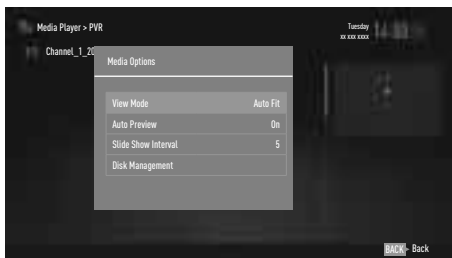 Media Player > PVR
Tuesday
xx xxx xxxx
Channel_1_20
Media Options
View Mode Auto Fit
Auto Preview On
Slide Show Interval 5
Disk Management
BACK - Back